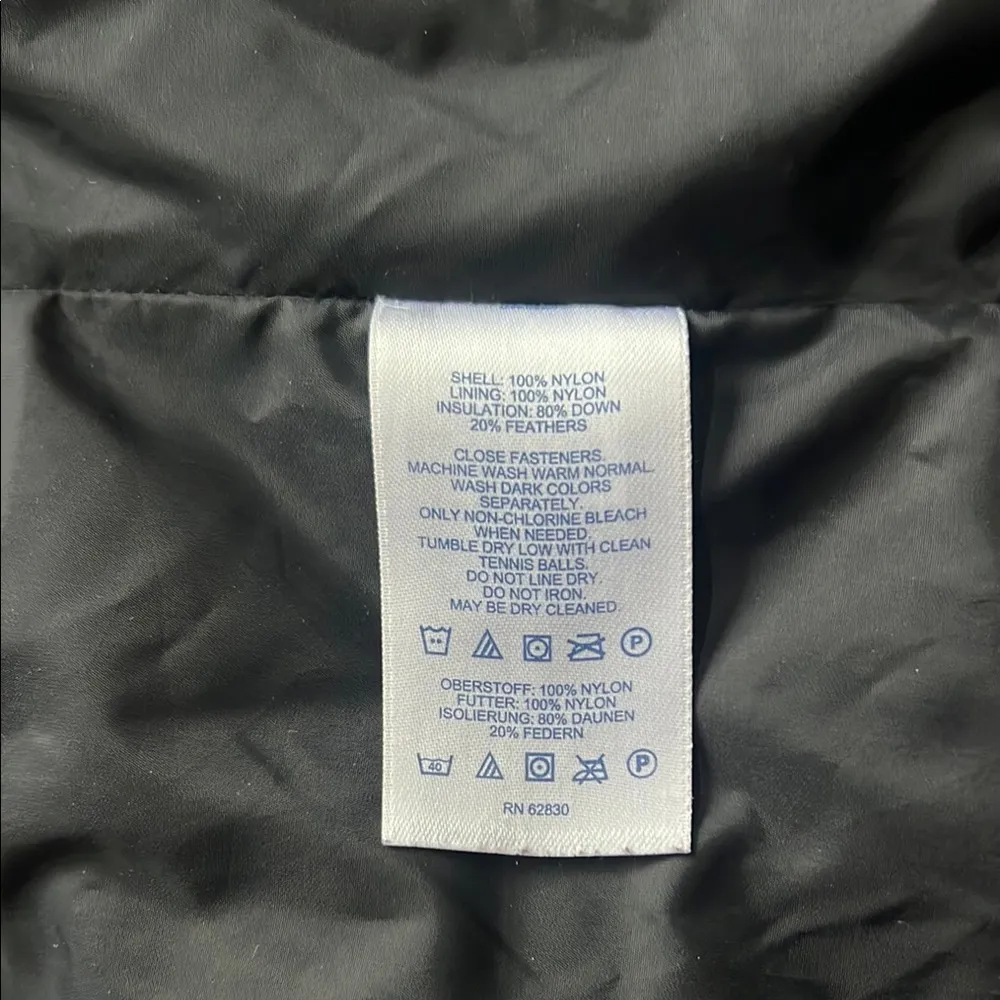 SHELL: 100% NYLON
LINING: 100% NYLON
INSULATION: 80% DOWN
20% FEATHERS
CLOSE FASTENERS.
MACHINE WASH WARM NORMAL.
WASH DARK COLORS
SEPARATELY.
ONLY NON-CHLORINE BLEACH
WHEN NEEDED.
TUMBLE DRY LOW WITH CLEAN
TENNIS BALLS.
DO NOT LINE DRY.
DO NOT IRON.
MAY BE DRY CLEANED.
P
OBERSTOFF: 100% NYLON
FUTTER: 100% NYLON
ISOLIERUNG: 80% DAUNEN
20% FEDERN
40 P
RN 62830